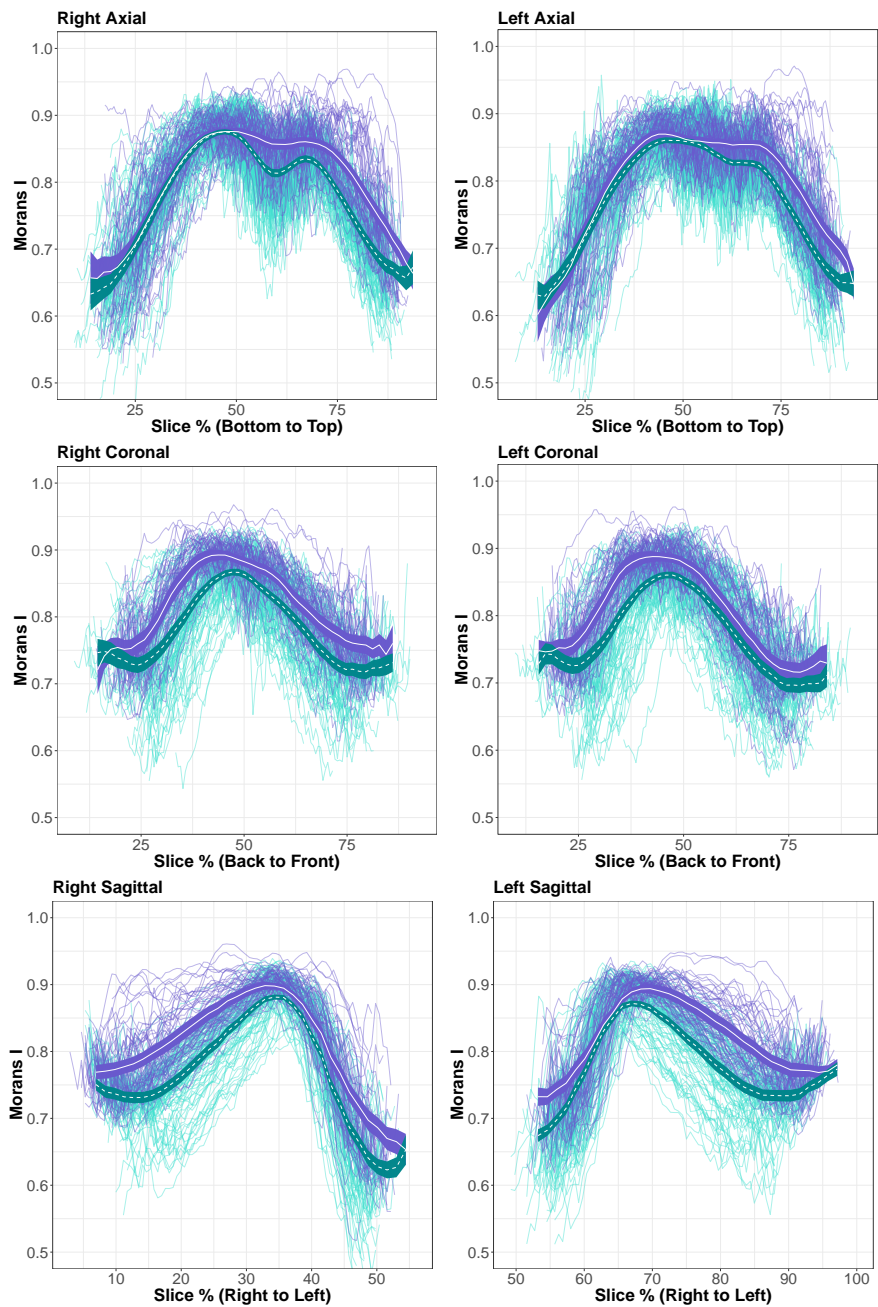 Right Axial
Left Axial
1.0
0.9
0.8
0.7
0.6
0.5
Morans I
25 50 75
Slice % (Bottom to Top)
1.0
0.9
0.8
0.7
0.6
0.5
Morans I
25 50 75
Slice % (Bottom to Top)
Right Coronal
Left Coronal
1.0
0.9
0.8
0.7
0.6
0.5
Morans I
25 50 75
Slice % (Back to Front)
1.0
0.9
0.8
0.7
0.6
0.5
Morans I
25 50 75
Slice % (Back to Front)
Right Sagittal
Left Sagittal
1.0
0.9
0.8
0.7
0.6
0.5
Morans I
10 20 30 40 50
Slice % (Right to Left)
1.0
0.9
0.8
0.7
0.6
0.5
Morans I
50 60 70 80 90 100
Slice % (Right to Left)